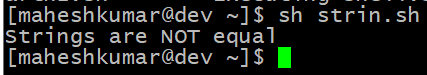 [maheshkumar@dev ~]$ sh strin.sh
Strings are NOT equal
[maheshkumar@dev ~]$